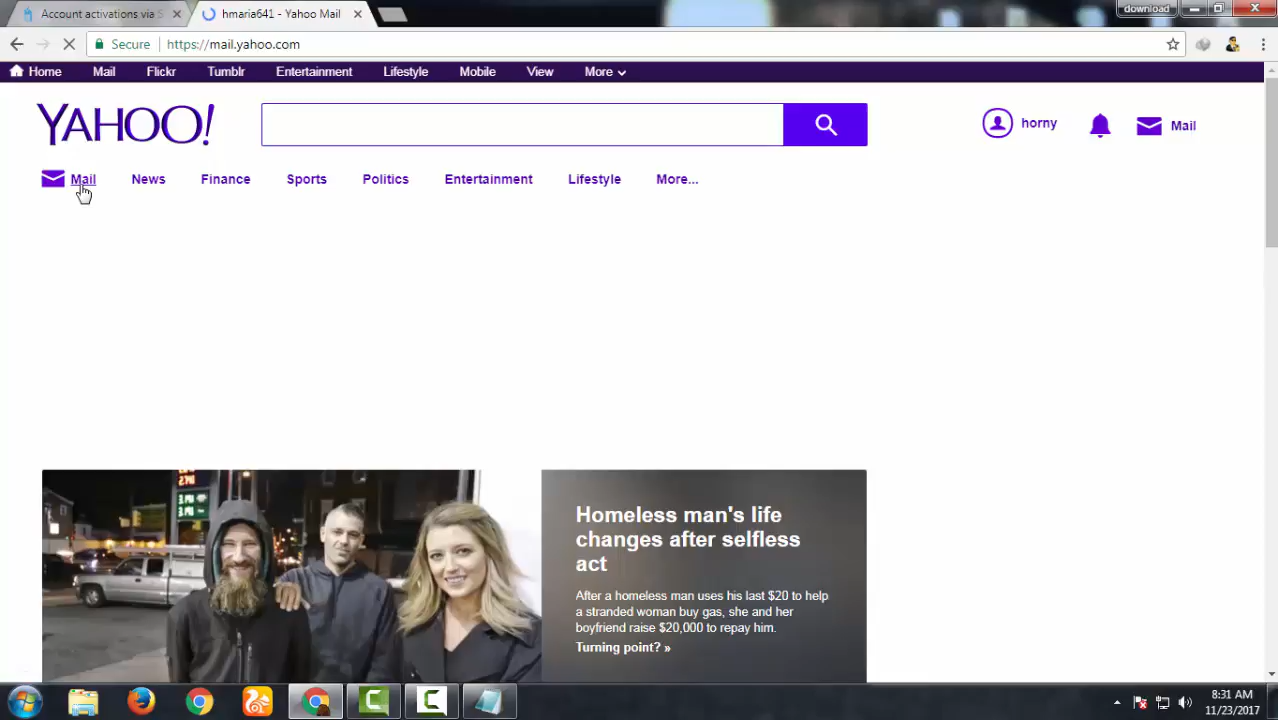 Account activations via S
hmaria641 - Yahoo Mail
download
Secure
https://mail.yahoo.com
Home Mail Flickr Tumblr Entertainment Lifestyle Mobile View More
YAHOO!
horny
Mail
Mail News Finance Sports Politics Entertainment Lifestyle More...
Homeless man's life
changes after selfless
act
After a homeless man uses his last $20 to help
a stranded woman buy gas, she and her
boyfriend raise $20,000 to repay him.
Turning point? »
8:31 AM
11/23/2017